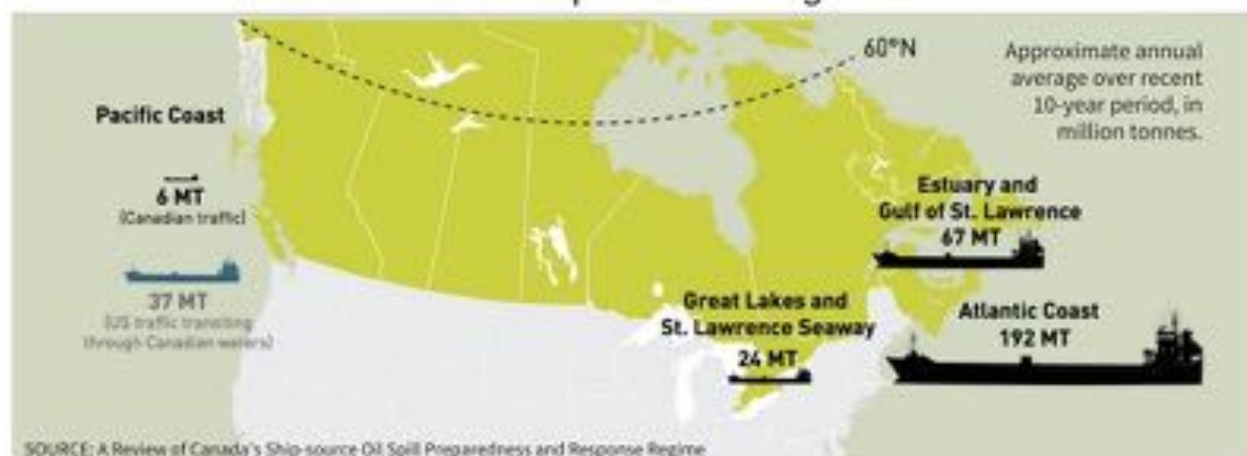 60°N
Approximate annual
average over recent
10-year period, in
million tonnes.
Pacific Coast
6 MT
(Canadian traffic)
37 MT
(US traffic transiting
through Canadian waters)
Estuary and
Gulf of St. Lawrence
67 MT
Great Lakes and
St. Lawrence Seaway
24 MT
Atlantic Coast
192 MT
SOURCE: A Review of Canada's Ship-source Oil Spill Preparedness and Response Regime